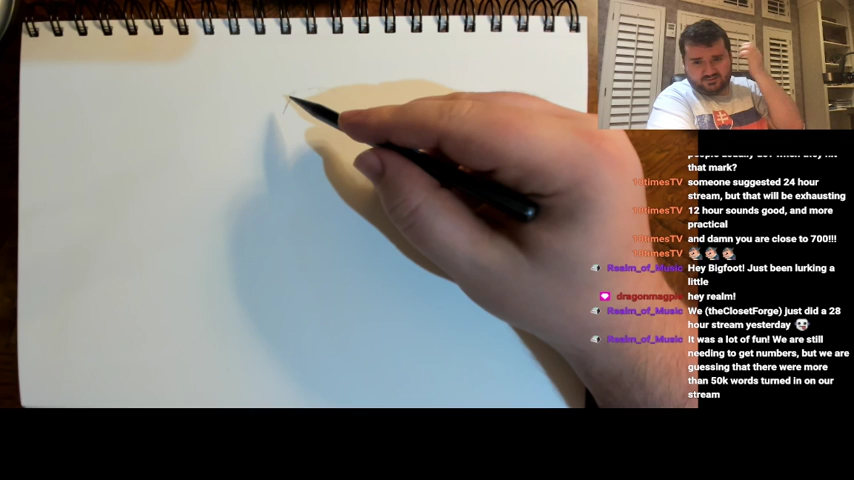 that mark?
someone suggested 24 hour
stream, but that will be exhausting
12 hour sounds good, and more
practical
and damn you are close to 700!!!
Realm_of_Music Hey Bigfoot! Just been lurking a
little
dragonmagpie hey realm!
Realm_of_Music We (theClosetForge) just did a 28
hour stream yesterday
Realm_of_Music It was a lot of fun! We are still
needing to get numbers, but we are
guessing that there were more
than 50k words turned in on our
stream